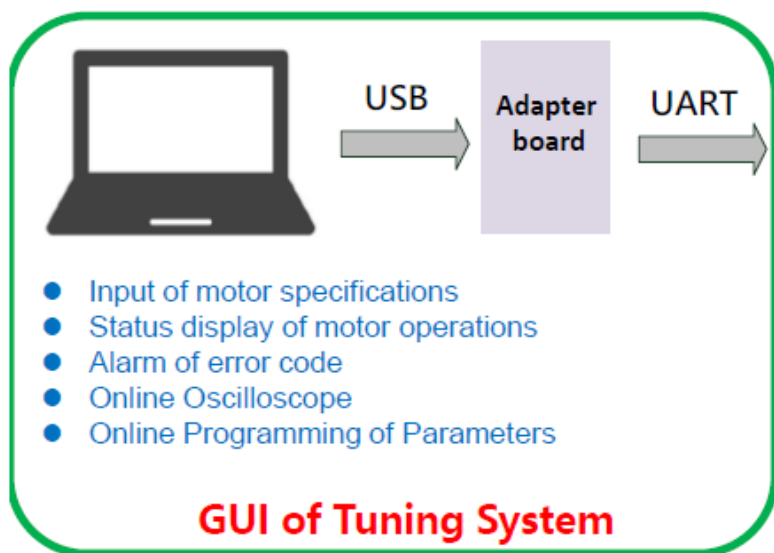 USB
Adapter
board
UART
Input of motor specifications
Status display of motor operations
Alarm of error code
Online Oscilloscope
Online Programming of Parameters
GUI of Tuning System